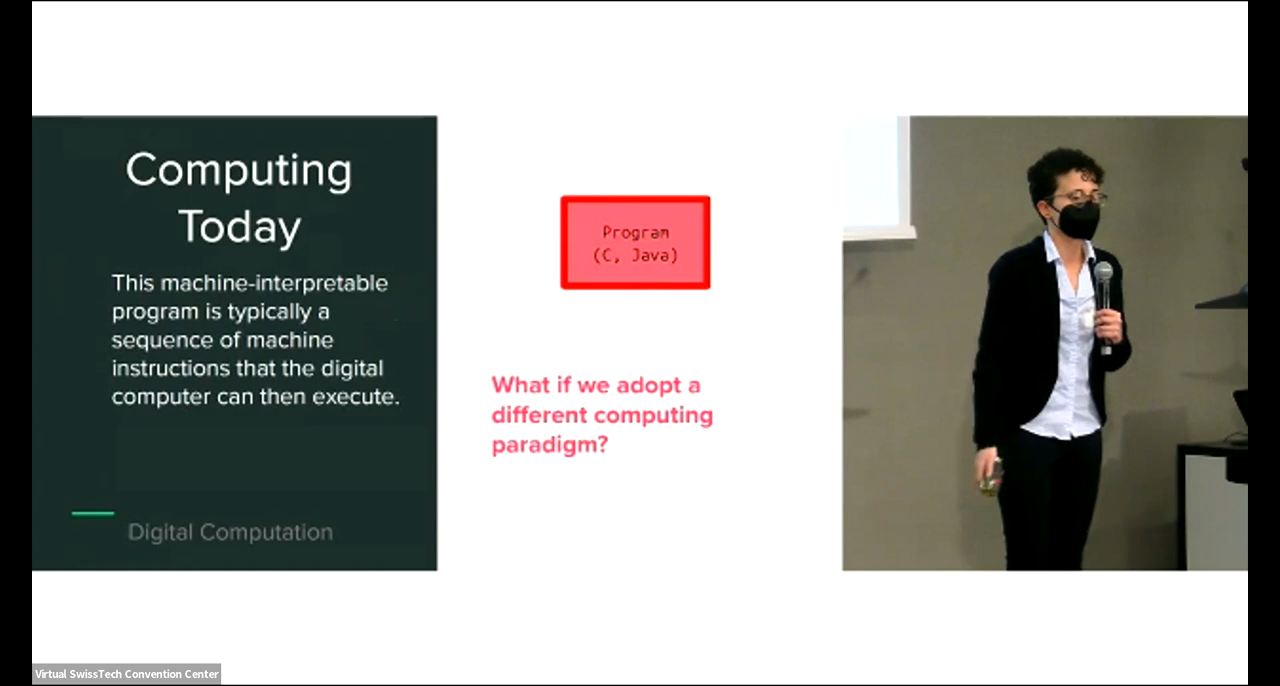 Computing
Today
This machine-interpretable
program is typically a
sequence of machine
instructions that the digital
computer can then execute.
Digital Computation
Program
(C, Java)
What if we adopt a
different computing
paradigm?
Virtual SwissTech Convention Center